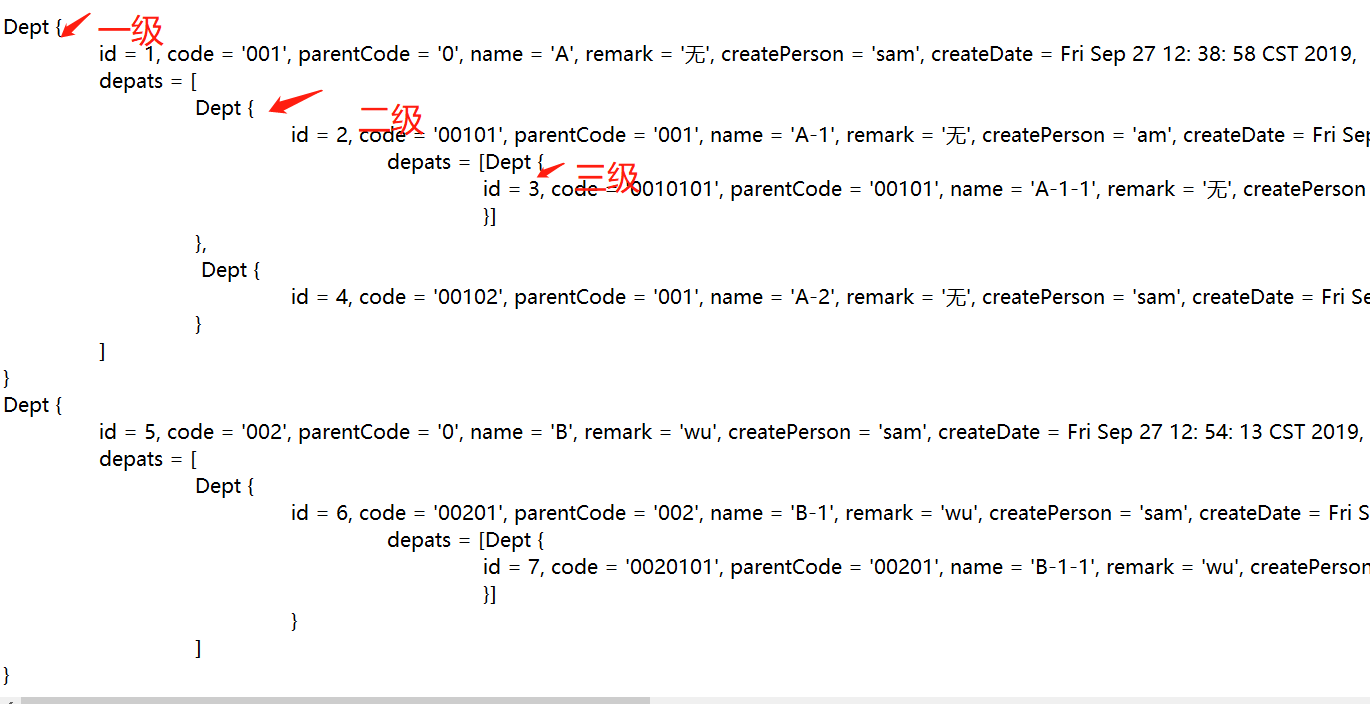 Dept { 一级
id = 1, code = '001', parentCode = '0', name = 'A', remark = '无', createPerson = 'sam', createDate = Fri Sep 27 12: 38: 58 CST 2019,
depats = [
Dept { 二级
id = 2, code = '00101', parentCode = '001', name = 'A-1', remark = '无', createPerson = 'am', createDate = Fri Sep
depats = [Dept { 三级
id = 3, code = '0010101', parentCode = '00101', name = 'A-1-1', remark = '无', createPerson
}]
},
Dept {
id = 4, code = '00102', parentCode = '001', name = 'A-2', remark = '无', createPerson = 'sam', createDate = Fri Se
}
]
}
Dept {
id = 5, code = '002', parentCode = '0', name = 'B', remark = 'wu', createPerson = 'sam', createDate = Fri Sep 27 12: 54: 13 CST 2019,
depats = [
Dept {
id = 6, code = '00201', parentCode = '002', name = 'B-1', remark = 'wu', createPerson = 'sam', createDate = Fri S
depats = [Dept {
id = 7, code = '0020101', parentCode = '00201', name = 'B-1-1', remark = 'wu', createPerson
}]
}
]
}